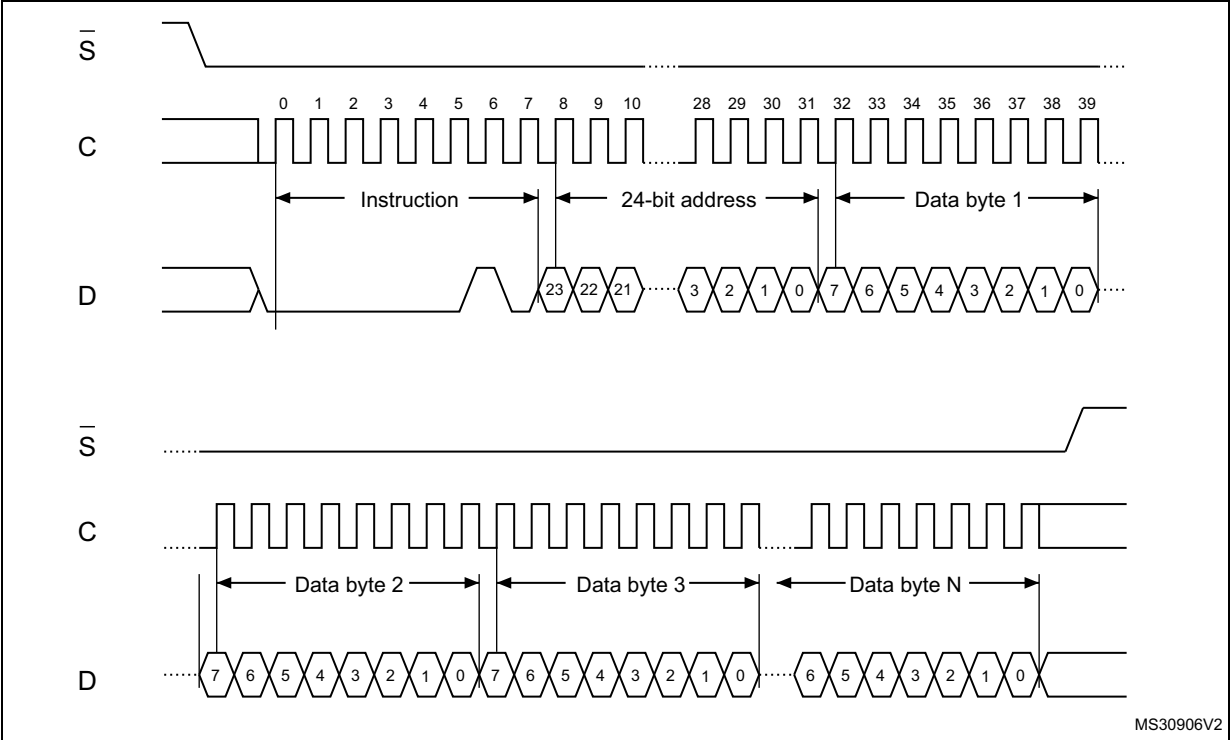 S̅
0 1 2 3 4 5 6 7 8 9 10 28 29 30 31 32 33 34 35 36 37 38 39
C
Instruction 24-bit address Data byte 1
D 23 22 21 3 2 1 0 7 6 5 4 3 2 1 0
S̅
C
Data byte 2 Data byte 3 Data byte N
D 7 6 5 4 3 2 1 0 7 6 5 4 3 2 1 0 6 5 4 3 2 1 0
MS30906V2